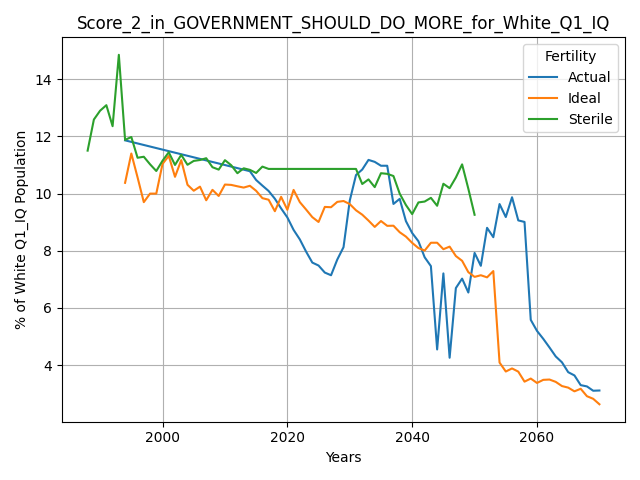 Score_2_in_GOVERNMENT_SHOULD_DO_MORE_for_White_Q1_IQ
Fertility
Actual
Ideal
Sterile
% of White Q1_IQ Population
14
12
10
8
6
4
2000
2020
2040
2060
Years